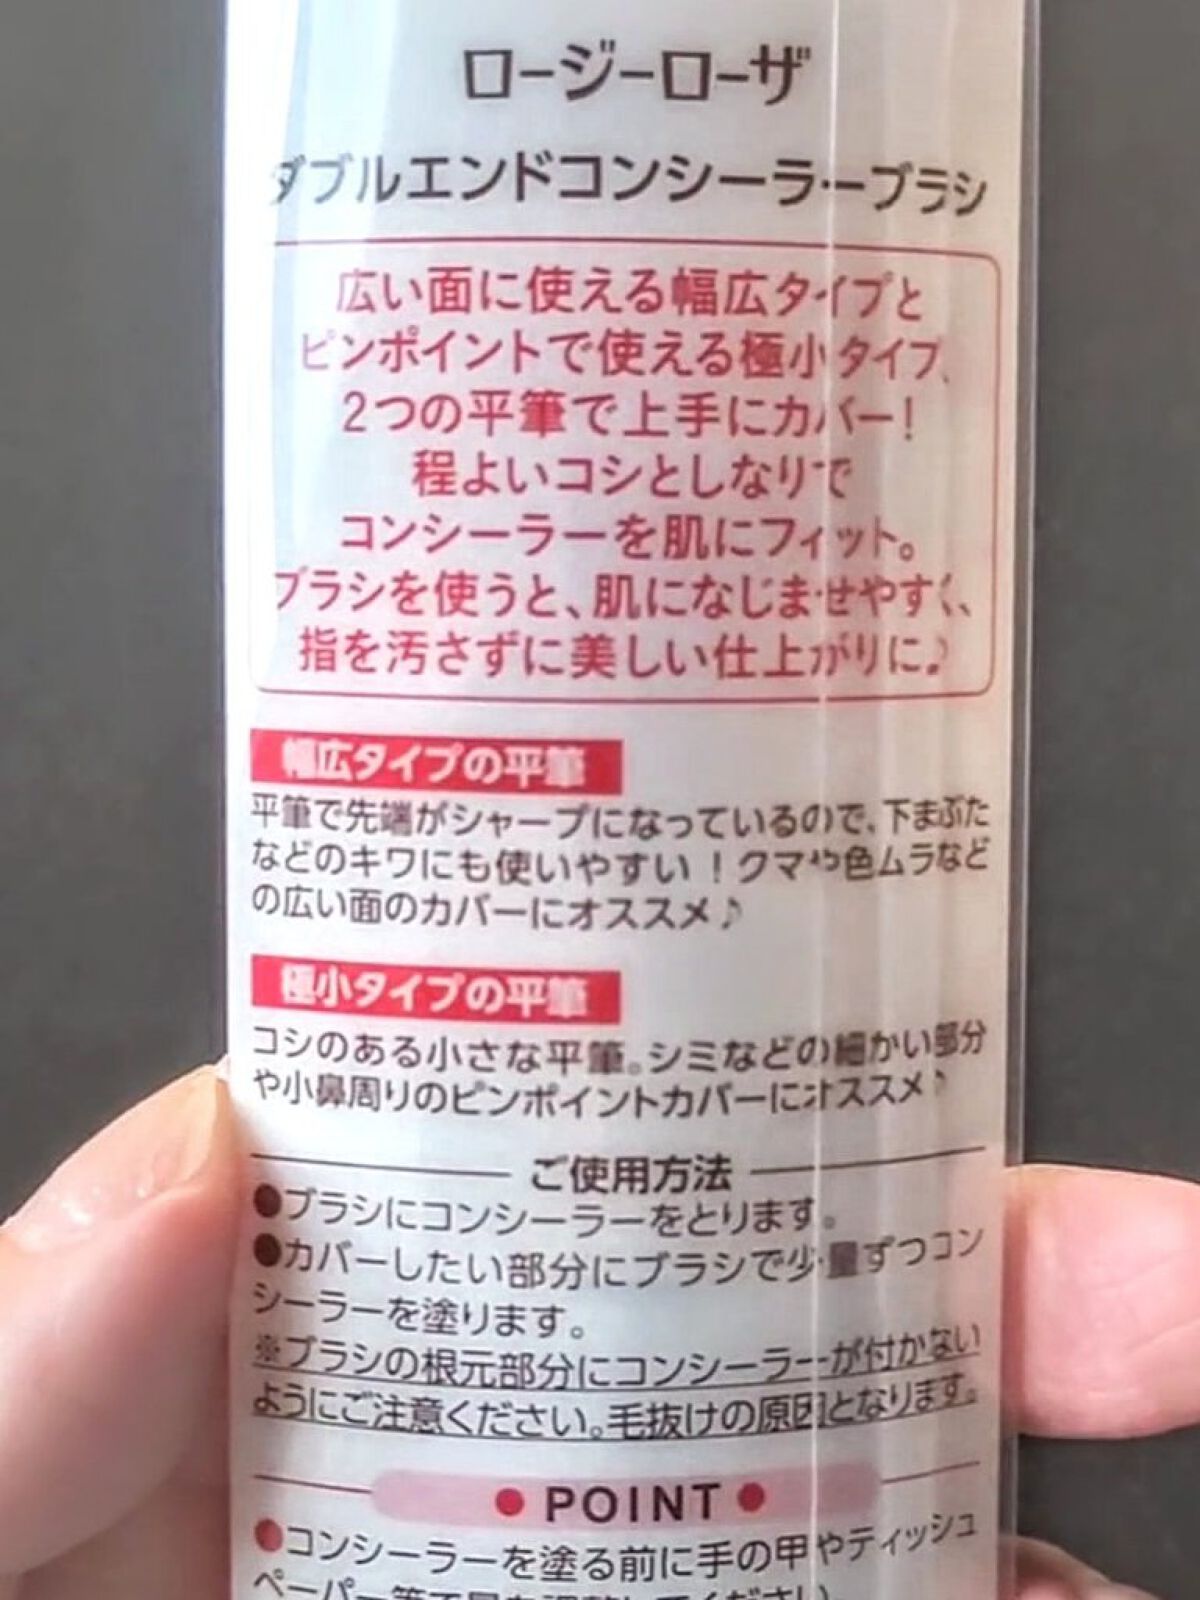 ロージーローザ
ダブルエンドコンシーラーブラシ
広い面に使える幅広タイプと
ピンポイントで使える極小タイプ、
2つの平筆で上手にカバー!
程よいコシとしなりで
コンシーラーを肌にフィット。
ブラシを使うと、肌になじませやすく、
指を汚さずに美しい仕上がりに♪
幅広タイプの平筆
平筆で先端がシャープになっているので、下まぶた
などのキワにも使いやすい!クマや色ムラなど
の広い面のカバーにオススメ♪
極小タイプの平筆
コシのある小さな平筆。シミなどの細かい部分
や小鼻周りのピンポイントカバーにオススメ♪
ご使用方法
●ブラシにコンシーラーをとります。
●カバーしたい部分にブラシで少量ずつコン
シーラーを塗ります。
※ブラシの根元部分にコンシーラーが付かない
ようにご注意ください。毛抜けの原因となります。
●POINT●
●コンシーラーを塗る前に手の甲やティッシュ
ペーパー等で量を調整してください。